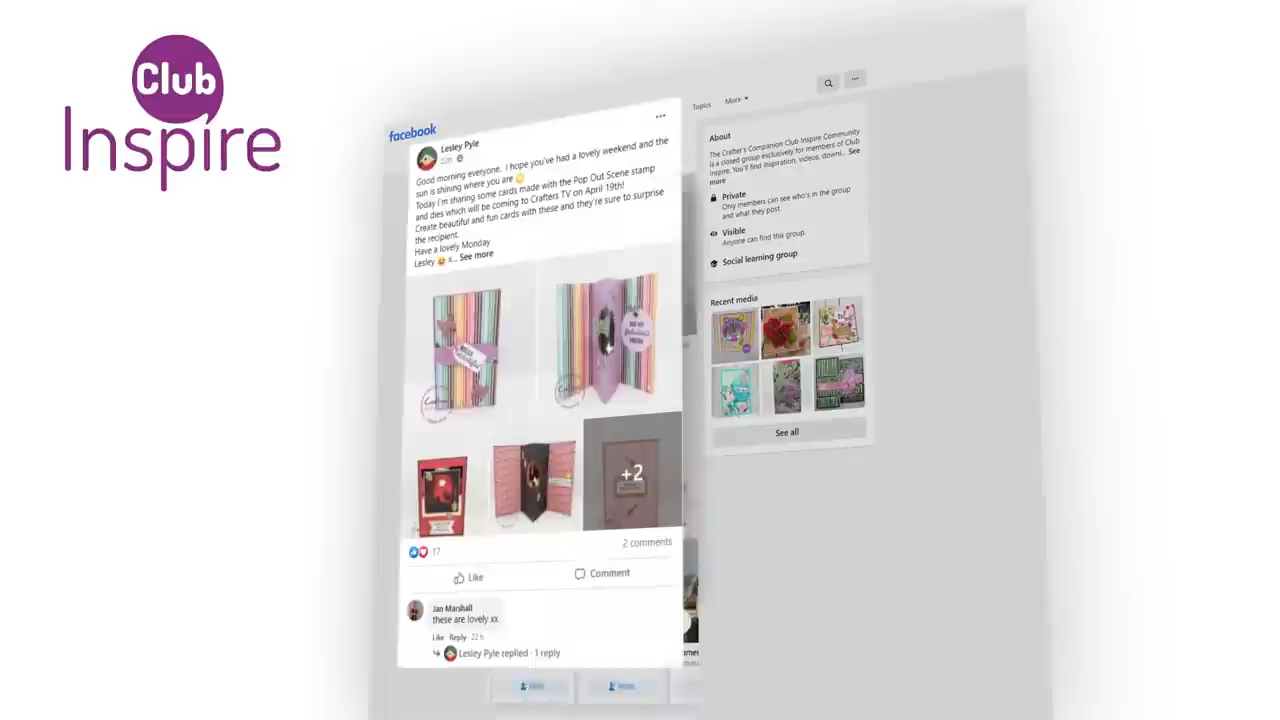 Club
Inspire
facebook
Lesley Pyle
22h
Good morning everyone. I hope you've had a lovely weekend and the
sun is shining where you are
Today I'm sharing some cards made with the Pop Out Scene stamp
and dies which will be coming to Crafters TV on April 19th!
Create beautiful and fun cards with these and they're sure to surprise
the recipient.
Have a lovely Monday
Lesley x... See more
+2
17
2 comments
Like
Comment
Jan Marshall
these are lovely xx
Like · Reply · 22 h
Lesley Pyle replied · 1 reply
Topics
More
About
The Crafter's Companion Club Inspire Community
is a closed group exclusively for members of Club
Inspire. You'll find inspiration, videos, downl... See
more
Private
Only members can see who's in the group
and what they post.
Visible
Anyone can find this group.
Social learning group
Recent media
See all